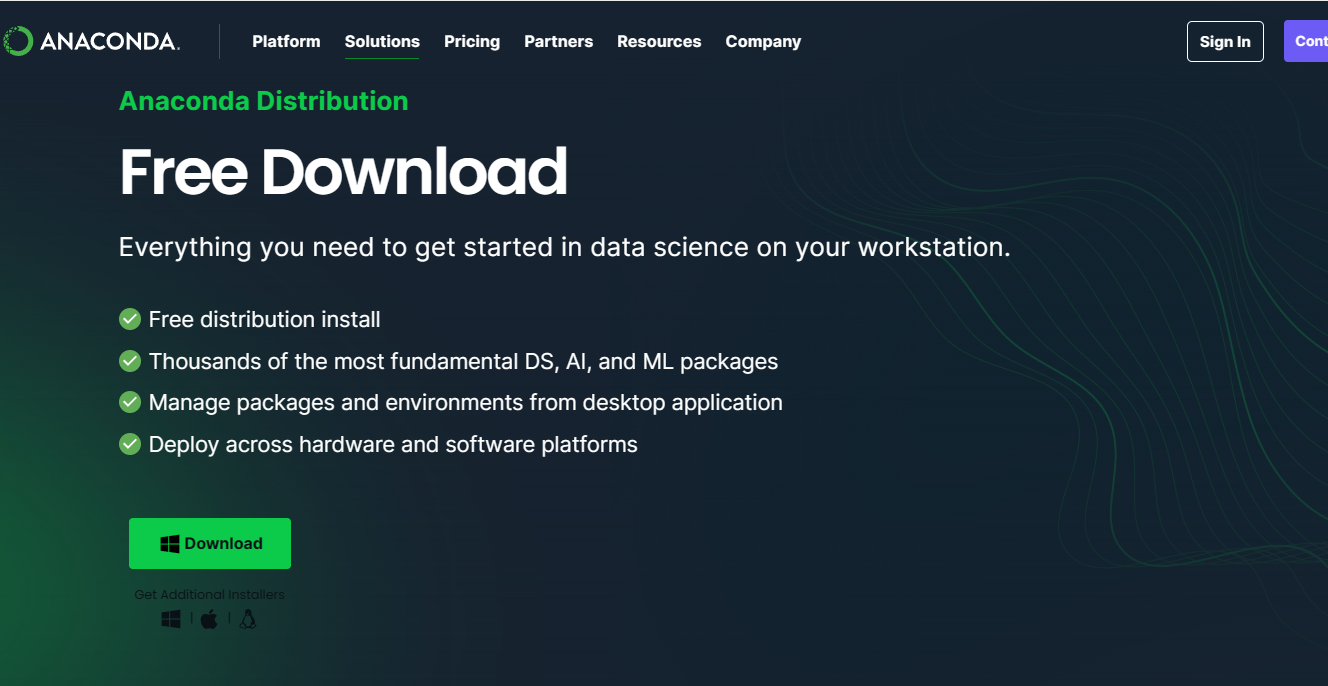 ANACONDA.
Platform Solutions Pricing Partners Resources Company
Sign In
Anaconda Distribution
Free Download
Everything you need to get started in data science on your workstation.
Free distribution install
Thousands of the most fundamental DS, AI, and ML packages
Manage packages and environments from desktop application
Deploy across hardware and software platforms
Download
Get Additional Installers
| |